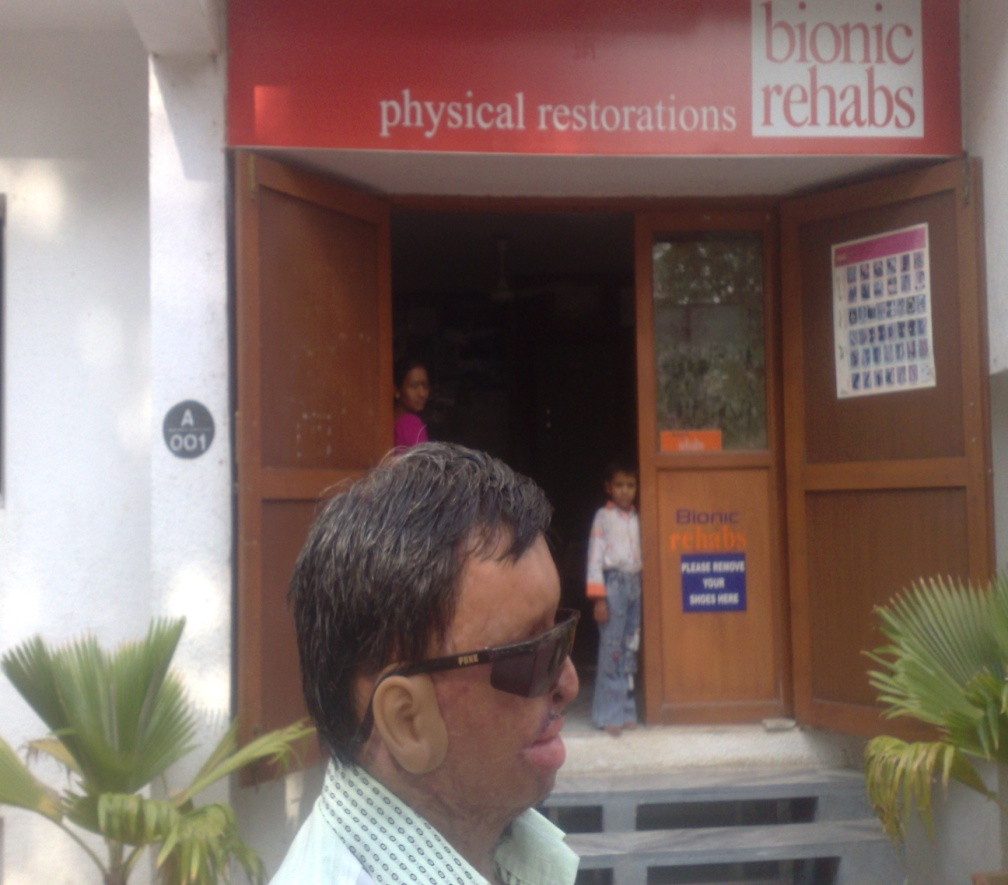 bionic
physical restorations rehabs
A
001
Bionic
rehabs
PLEASE REMOVE
YOUR
SHOES HERE